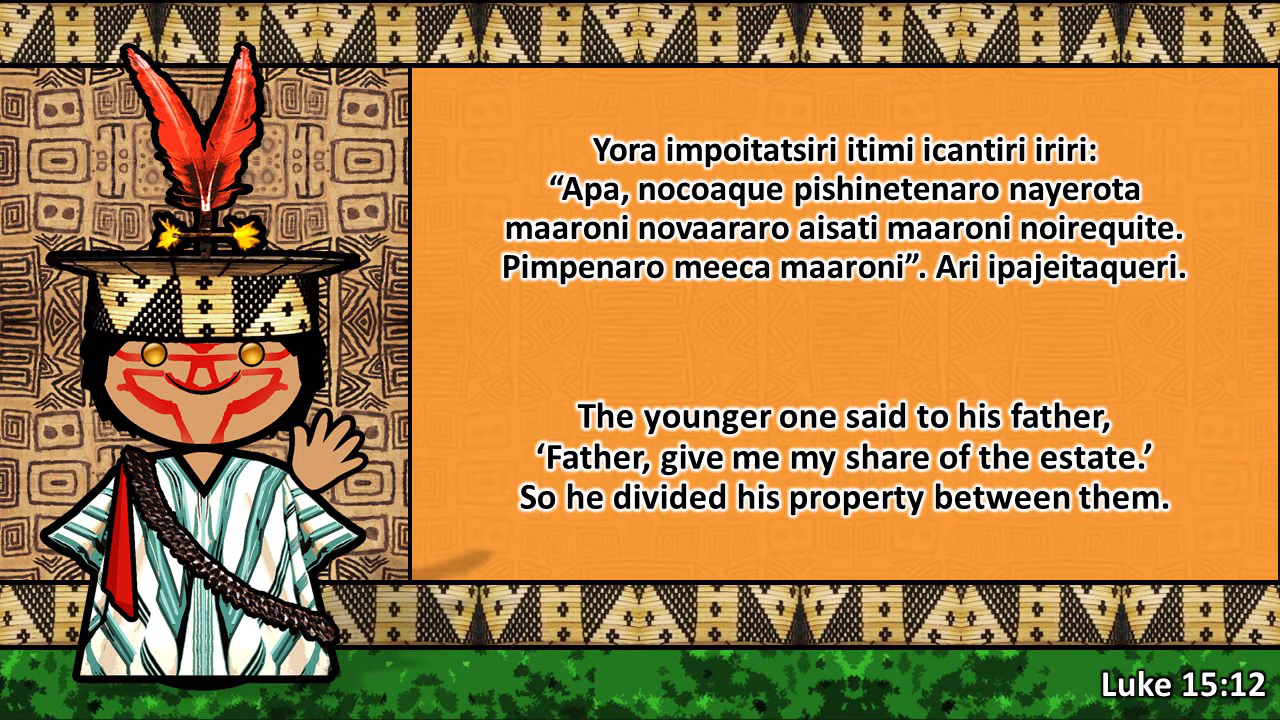 Yora impoitatsiri itimi icantiri iriri:
“Apa, nocoaque pishinetenaro nayerota
maaroni novaararo aisati maaroni noirequite.
Pimpenaro meeca maaroni”. Ari ipajeitaqueri.
The younger one said to his father,
‘Father, give me my share of the estate.’
So he divided his property between them.
Luke 15:12